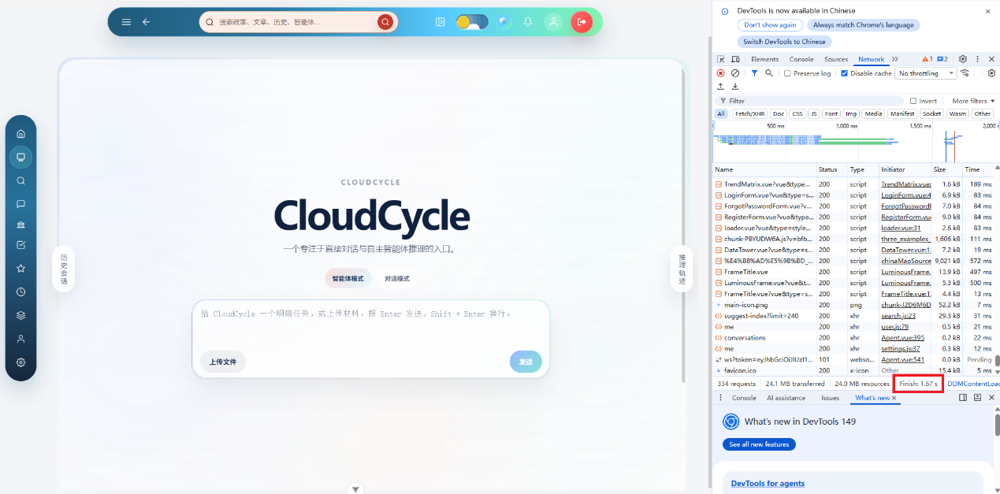 搜索政策、文章、历史、智能体...
CLOUDCYCLE
CloudCycle
一个专注于直接对话与自主智能体推理的入口。
智能体模式
对话模式
历史会话
推理轨迹
给 CloudCycle 一个明确任务，或上传材料。按 Enter 发送，Shift + Enter 换行。
上传文件
发送
DevTools is now available in Chinese
Don't show again
Always match Chrome's language
Switch DevTools to Chinese
Elements Console Sources Network 1 2
Preserve log Disable cache No throttling
Filter Invert More filters
All Fetch/XHR Doc CSS JS Font Img Media Manifest Socket Wasm Other
500 ms 1,000 ms 1,500 ms 2,000 n
Name Status Type Initiator Size Time
TrendMatrix.vue?vue&type... 200 script TrendMatrix.vue: 1.6 kB 189 ms
LoginForm.vue?vue&type=s... 200 script LoginForm.vue:4 6.9 kB 83 ms
ForgotPasswordForm.vue?v... 200 script ForgotPasswordF 7.0 kB 84 ms
RegisterForm.vue?vue&type... 200 script RegisterForm.vue 9.0 kB 84 ms
loader.vue?vue&type=style... 200 script loader.vue:31 2.6 kB 83 ms
chunk-PBYUDW6A.js?v=bfb... 200 script three_examples_ 1,606 kB 111 ms
DataTower.vue?vue&type=s... 200 script DataTower.vue:1 7.2 kB 19 ms
%E4%B8%AD%E5%9B%BD_... 200 script chinaMapSource 9,021 kB 572 ms
FrameTitle.vue 200 script LuminousFrame. 13.9 kB 497 ms
LuminousFrame.vue?vue&t... 200 script LuminousFrame. 5.3 kB 500 ms
FrameTitle.vue?vue&type=s... 200 script FrameTitle.vue:1 4.4 kB 13 ms
main-icon.png 200 png chunk-J2D6M6D 52.2 kB 7 ms
suggest-index?limit=240 200 xhr search.js:23 29.3 kB 31 ms
me 200 xhr user.js:79 0.5 kB 21 ms
conversations 200 xhr Agent.vue:395 0.2 kB 22 ms
me 200 xhr settings.js:37 0.3 kB 12 ms
ws?token=eyJhbGciOiJIUzI1... 101 webso... Agent.vue:541 0.0 kB Pending
favicon.ico 200 x-icon Other 15.4 kB 5 ms
334 requests 24.1 MB transferred 24.0 MB resources Finish: 1.67 s DOMContentLoa
Console AI assistance Issues What's new
What's new in DevTools 149
See all new features
DevTools for agents